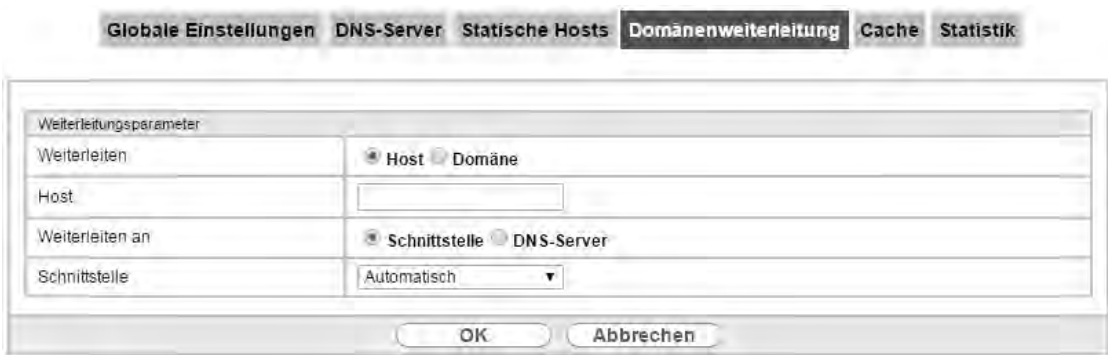 Globale Einstellungen DNS-Server Statische Hosts Domänenweiterleitung Cache Statistik
Weiterleitungsparameter
Weiterleiten Host Domäne
Host
Weiterleiten an Schnittstelle DNS-Server
Schnittstelle Automatisch
OK Abbrechen